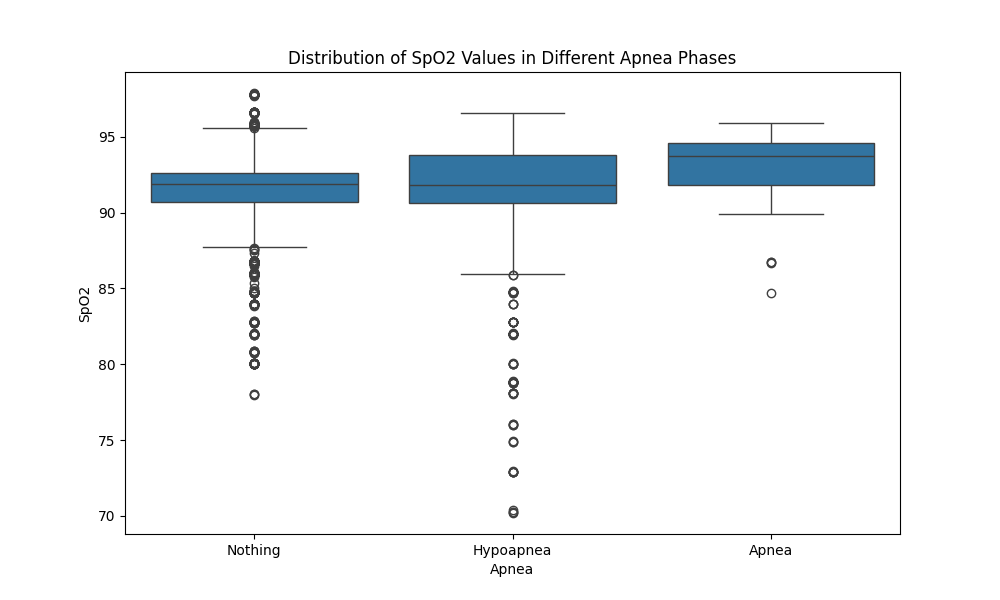 Distribution of SpO2 Values in Different Apnea Phases
SpO2
95
90
85
80
75
70
Nothing
Hypoapnea
Apnea
Apnea